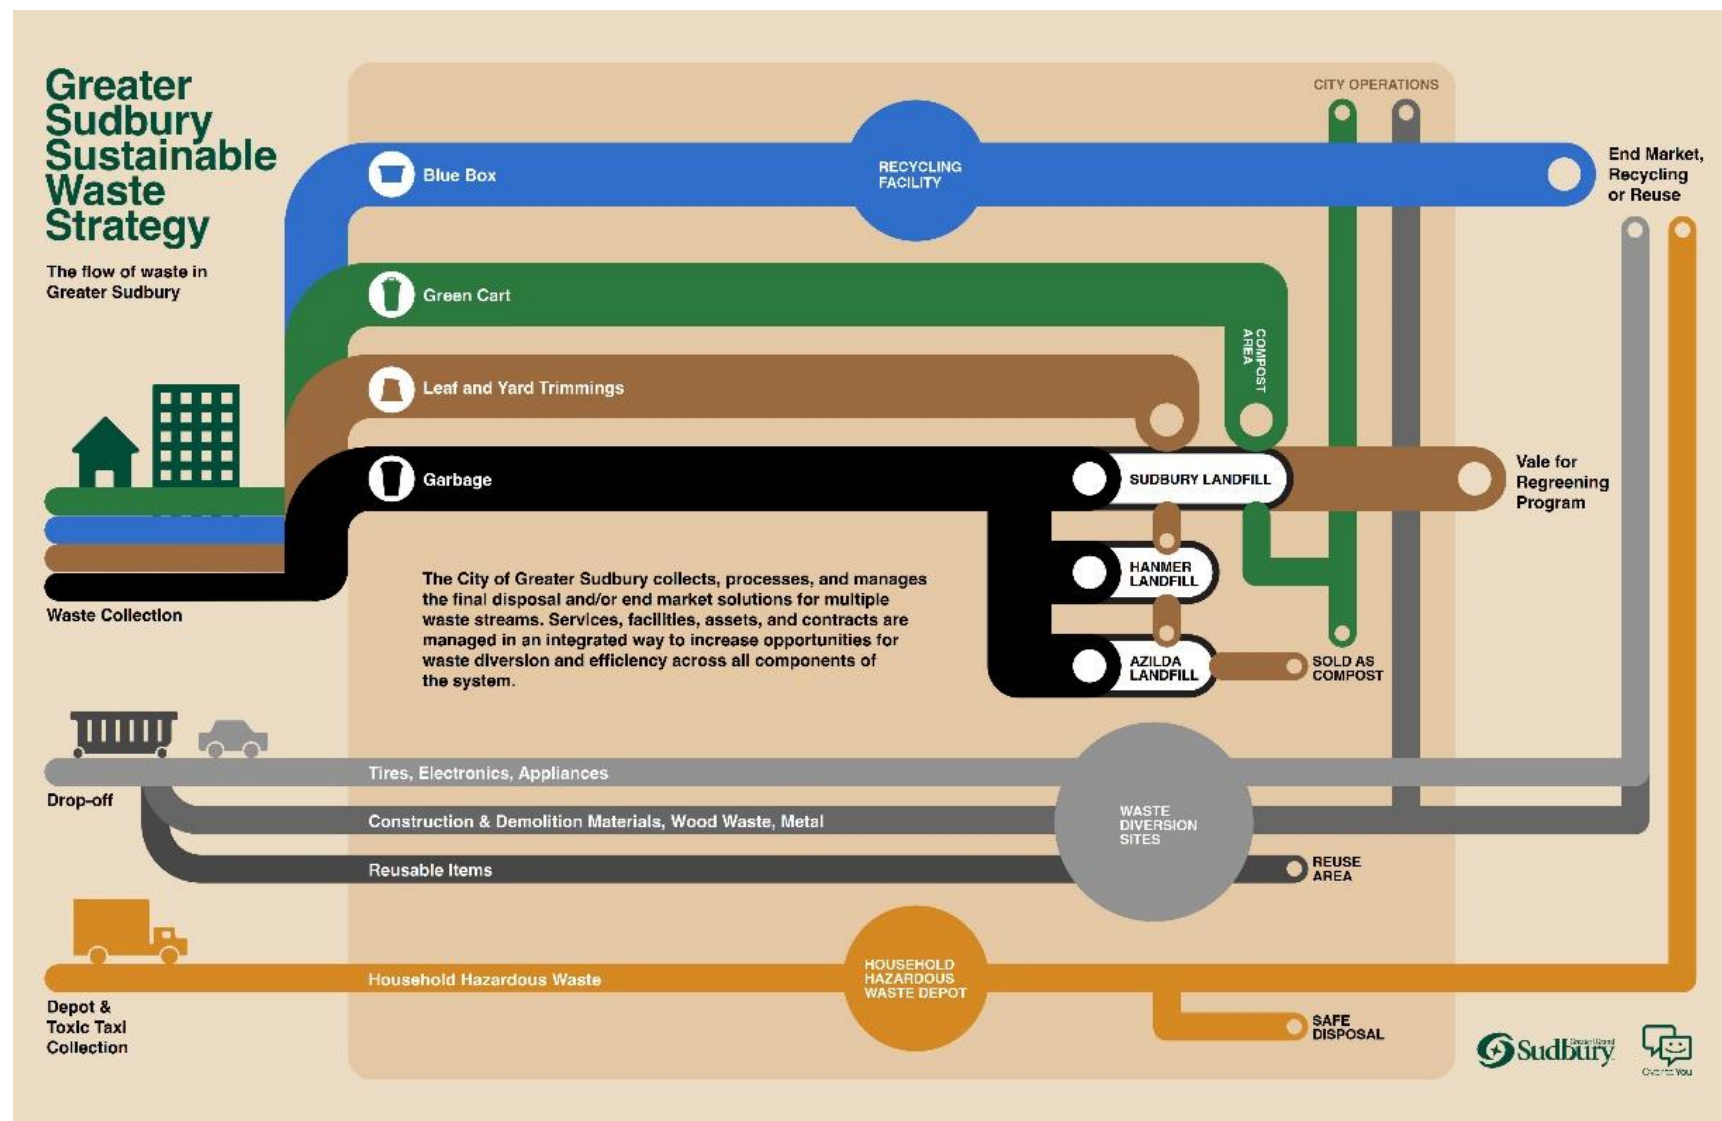 Greater
Sudbury
Sustainable
Waste
Strategy
The flow of waste in
Greater Sudbury
CITY OPERATIONS
Blue Box
RECYCLING
FACILITY
End Market,
Recycling
or Reuse
Green Cart
COMPOST
AREA
Leaf and Yard Trimmings
Garbage
SUDBURY LANDFILL
Vale for
Regreening
Program
HANMER
LANDFILL
AZILDA
LANDFILL
SOLD AS
COMPOST
Waste Collection
The City of Greater Sudbury collects, processes, and manages
the final disposal and/or end market solutions for multiple
waste streams. Services, facilities, assets, and contracts are
managed in an integrated way to increase opportunities for
waste diversion and efficiency across all components of
the system.
Drop-off
Tires, Electronics, Appliances
Construction & Demolition Materials, Wood Waste, Metal
Reusable Items
WASTE
DIVERSION
SITES
REUSE
AREA
Depot &
Toxic Taxi
Collection
Household Hazardous Waste
HOUSEHOLD
HAZARDOUS
WASTE DEPOT
SAFE
DISPOSAL
Greater Grand
Sudbury
Over to You